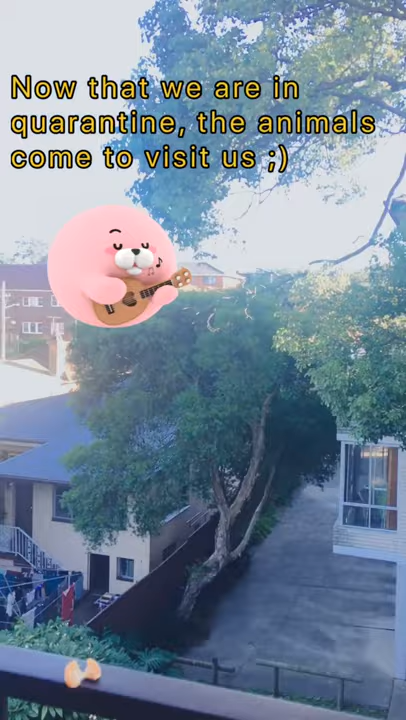 Now that we are in
quarantine, the animals
come to visit us ;)